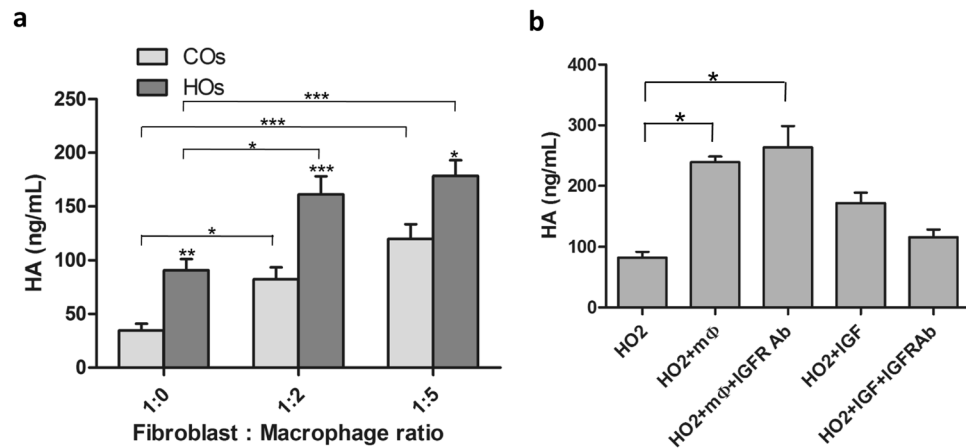 a
COs
HOs
250
200
150
100
50
0
HA (ng/mL)
***
***
*
***
*
*
**
1:0
1:2
1:5
Fibroblast : Macrophage ratio
b
400
300
200
100
0
HA (ng/mL)
*
*
HO2
HO2+mΦ
HO2+mΦ+IGFR Ab
HO2+IGF
HO2+IGF+IGFRAb